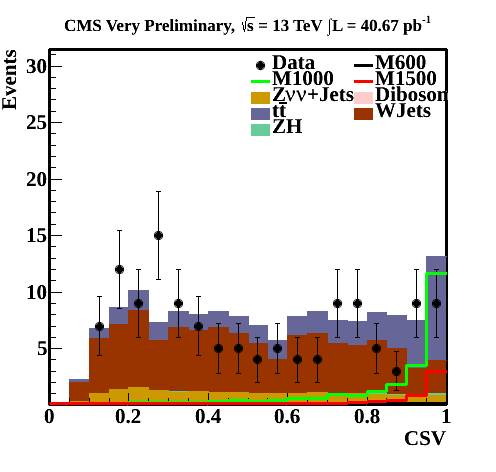 CMS Very Preliminary, √s = 13 TeV ∫L = 40.67 pb⁻¹
Events
Data
M600
M1000
M1500
Zνν+Jets
Diboson
tt̄
WJets
ZH
30
25
20
15
10
5
0 0.2 0.4 0.6 0.8 1
CSV